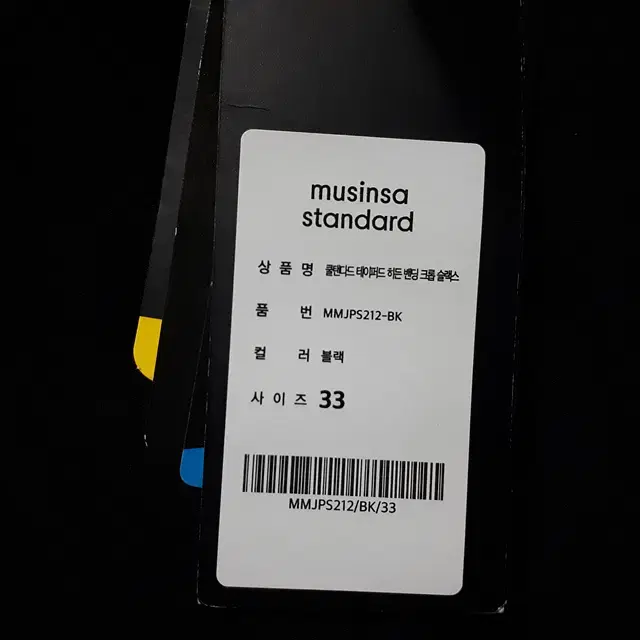 musinsa
standard
상 품 명 쿨탠다드 테이퍼드 히든 밴딩 크롭 슬랙스
품 번 MMJPS212-BK
컬 러 블랙
사 이 즈 33
MMJPS212/BK/33